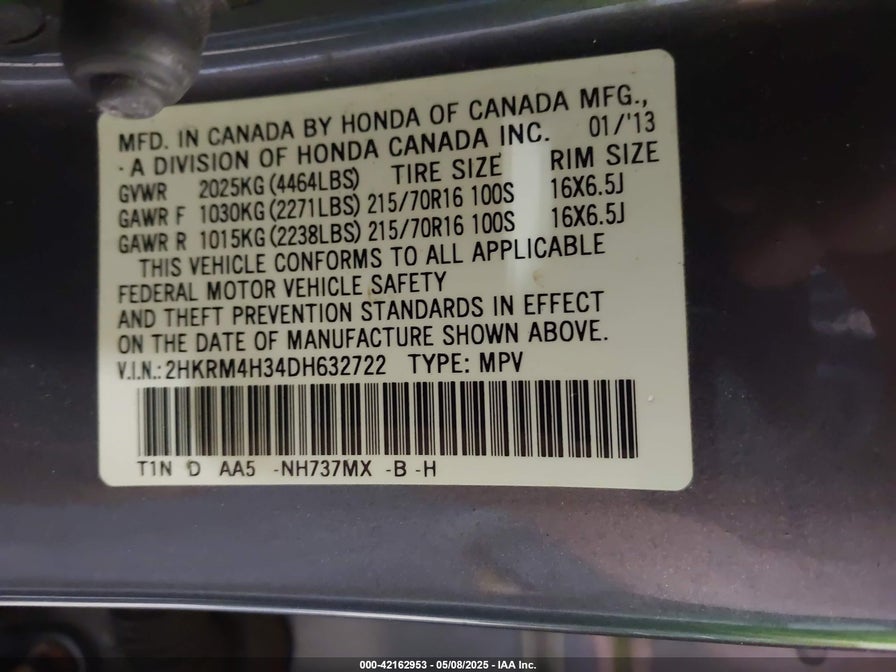 MFD. IN CANADA BY HONDA OF CANADA MFG.,
· A DIVISION OF HONDA CANADA INC. 01/'13
GVWR 2025KG (4464LBS) TIRE SIZE RIM SIZE
GAWR F 1030KG (2271LBS) 215/70R16 100S 16X6.5J
GAWR R 1015KG (2238LBS) 215/70R16 100S 16X6.5J
THIS VEHICLE CONFORMS TO ALL APPLICABLE
FEDERAL MOTOR VEHICLE SAFETY
AND THEFT PREVENTION STANDARDS IN EFFECT
ON THE DATE OF MANUFACTURE SHOWN ABOVE.
V.I.N.: 2HKRM4H34DH632722 TYPE: MPV
T1N D AA5 -NH737MX -B -H
000-42162953 - 05/08/2025 - IAA Inc.